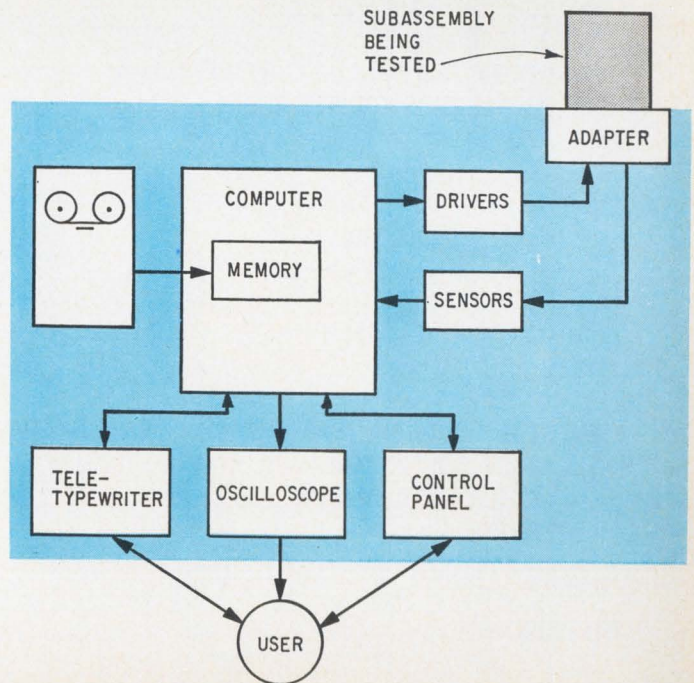 SUBASSEMBLY
BEING
TESTED
ADAPTER
COMPUTER
DRIVERS
MEMORY
SENSORS
TELE-
TYPEWRITER
OSCILLOSCOPE
CONTROL
PANEL
USER